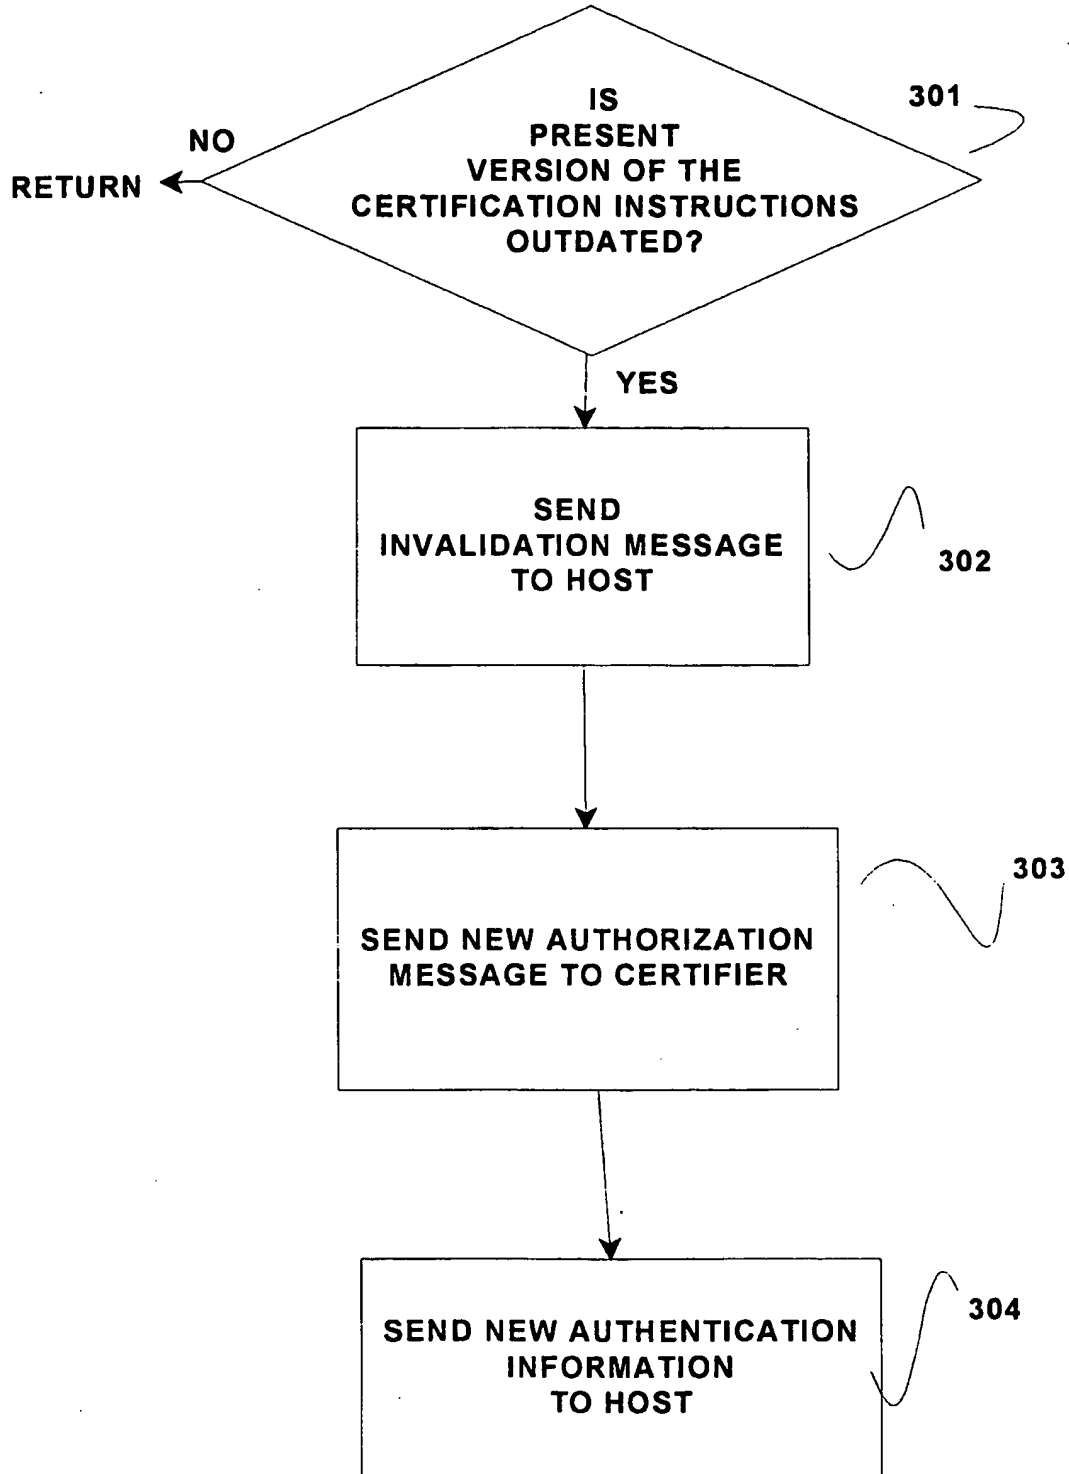 IS
PRESENT
VERSION OF THE
CERTIFICATION INSTRUCTIONS
OUTDATED?
301
NO
RETURN
YES
SEND
INVALIDATION MESSAGE
TO HOST
302
SEND NEW AUTHORIZATION
MESSAGE TO CERTIFIER
303
SEND NEW AUTHENTICATION
INFORMATION
TO HOST
304